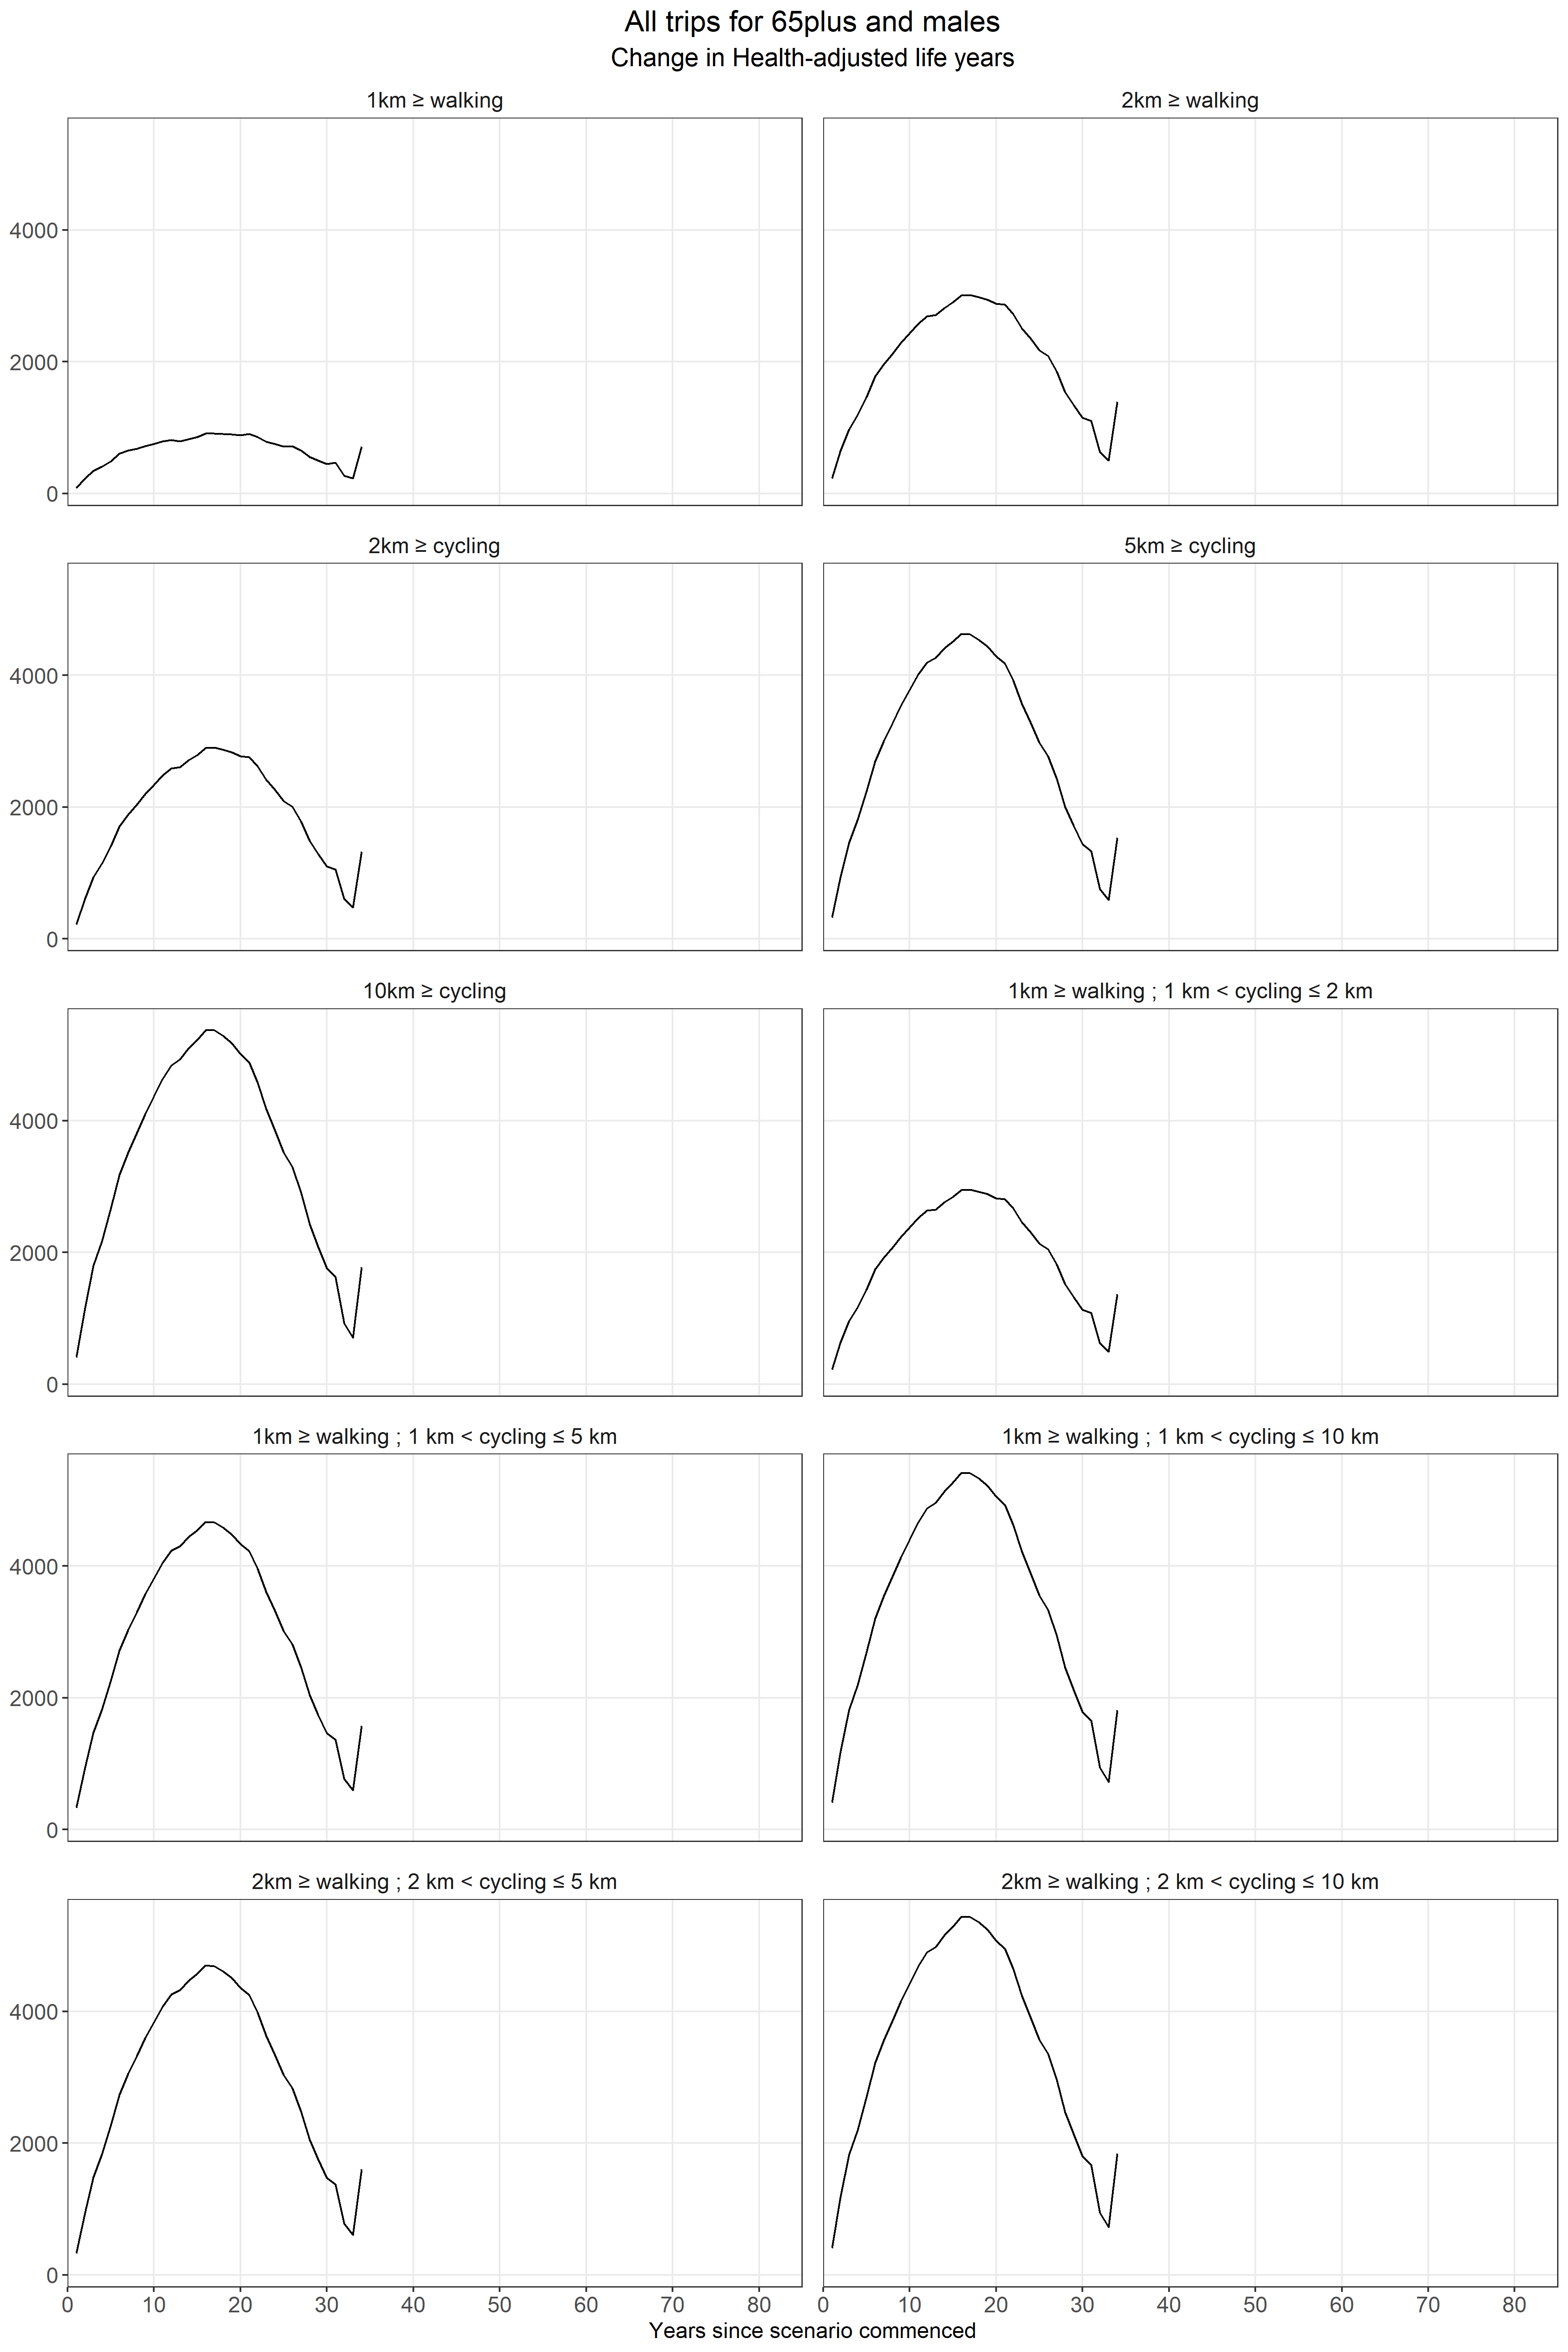 All trips for 65plus and males
Change in Health-adjusted life years
1km ≥ walking
2km ≥ walking
4000
2000
0
2km ≥ cycling
5km ≥ cycling
4000
2000
0
10km ≥ cycling
1km ≥ walking ; 1 km < cycling ≤ 2 km
4000
2000
0
1km ≥ walking ; 1 km < cycling ≤ 5 km
1km ≥ walking ; 1 km < cycling ≤ 10 km
4000
2000
0
2km ≥ walking ; 2 km < cycling ≤ 5 km
2km ≥ walking ; 2 km < cycling ≤ 10 km
4000
2000
0
0 10 20 30 40 50 60 70 80
0 10 20 30 40 50 60 70 80
Years since scenario commenced